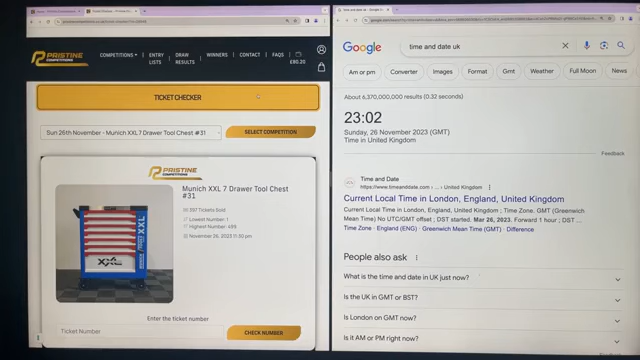 PRISTINE
COMPETITIONS
COMPETITIONS
ENTRY LISTS
DRAW RESULTS
WINNERS
CONTACT
FAQS
£80.20
TICKET CHECKER
Sun 26th November - Munich XXL 7 Drawer Tool Chest #31
SELECT COMPETITION
PRISTINE
COMPETITIONS
Munich XXL 7 Drawer Tool Chest
#31
Tickets Sold
Lowest Number: 1
Highest Number: 499
November 26, 2023 11:50 pm
XXL
Enter the ticket number
Ticket Number
CHECK NUMBER
Google
time and date uk
Am or pm
Converter
Images
Format
Gmt
Weather
Full Moon
News
About 6,370,000,000 results (0.32 seconds)
23:02
Sunday, 26 November 2023 (GMT)
Time in United Kingdom
Feedback
Time and Date
https://www.timeanddate.com › ... › United Kingdom
Current Local Time in London, England, United Kingdom
Current Local Time in London, England, United Kingdom ; Time Zone. GMT (Greenwich
Mean Time) No UTC/GMT offset ; DST started. Mar 26, 2023. Forward 1 hour ; DST ...
Time Zone · England (ENG) · Greenwich Mean Time (GMT) · Difference
People also ask
What is the time and date in UK just now?
Is the UK in GMT or BST?
Is London on GMT now?
Is it AM or PM right now?